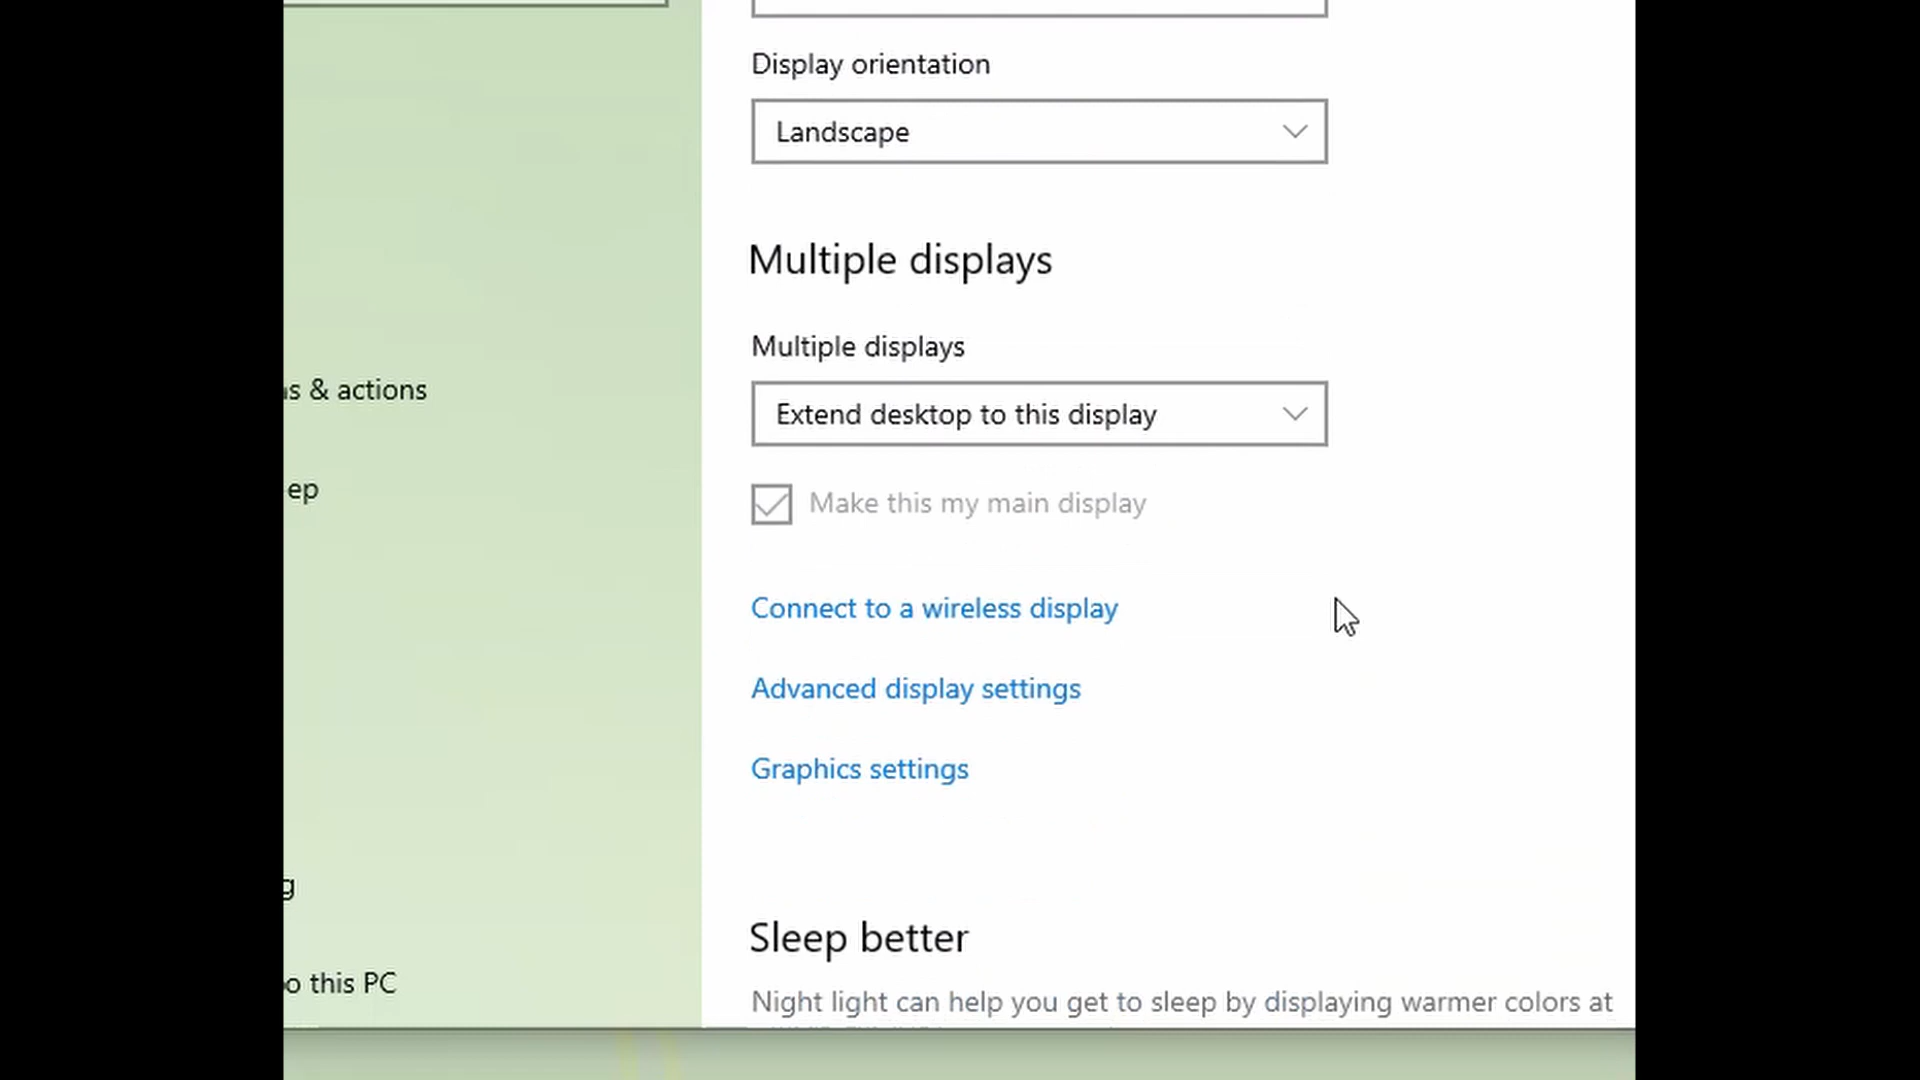 Display orientation
Landscape
Multiple displays
Multiple displays
Extend desktop to this display
& actions
Make this my main display
Connect to a wireless display
Advanced display settings
Graphics settings
Sleep better
this PC
Night light can help you get to sleep by displaying warmer colors at